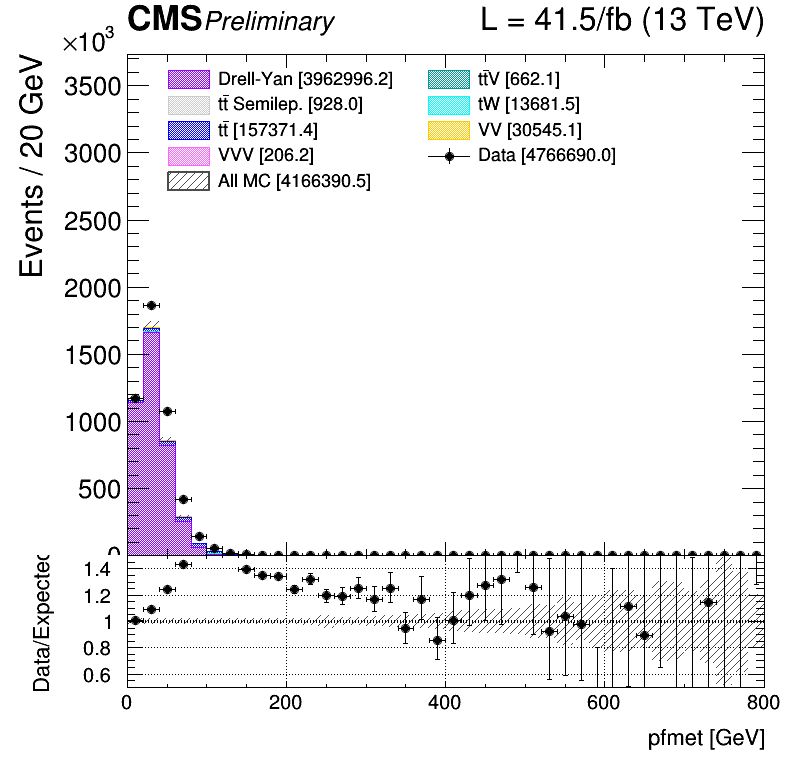 CMS Preliminary L = 41.5/fb (13 TeV)
×10³
Events / 20 GeV
3500
3000
2500
2000
1500
1000
500
0
Drell-Yan [3962996.2]
tt̄ Semilep. [928.0]
tt̄ [157371.4]
VVV [206.2]
All MC [4166390.5]
tt̄V [662.1]
tW [13681.5]
VV [30545.1]
Data [4766690.0]
Data/Expected
1.4
1.2
1
0.8
0.6
0 200 400 600 800
pfmet [GeV]